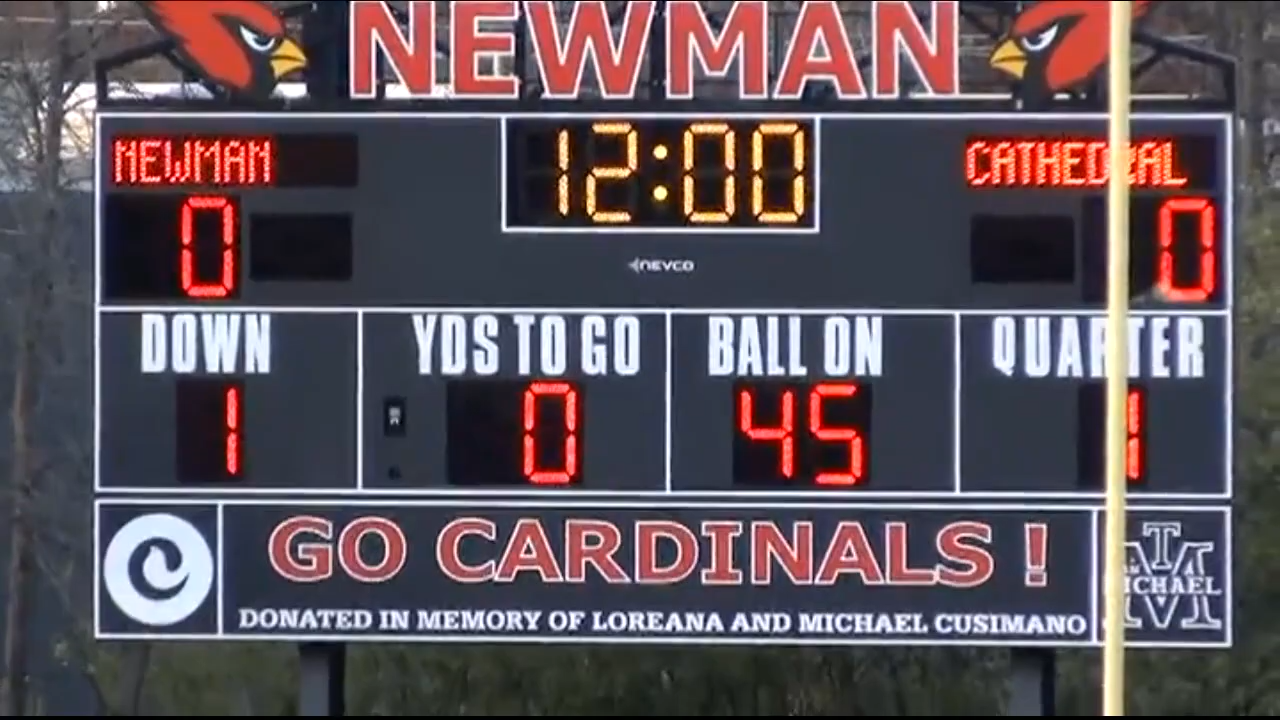 NEWMAN
NEWMAN 12:00 CATHEDRAL
0 0
NEVCO
DOWN YDS TO GO BALL ON QUARTER
1 0 45 1
GO CARDINALS !
DONATED IN MEMORY OF LOREANA AND MICHAEL CUSIMANO
T
M
MICHAEL